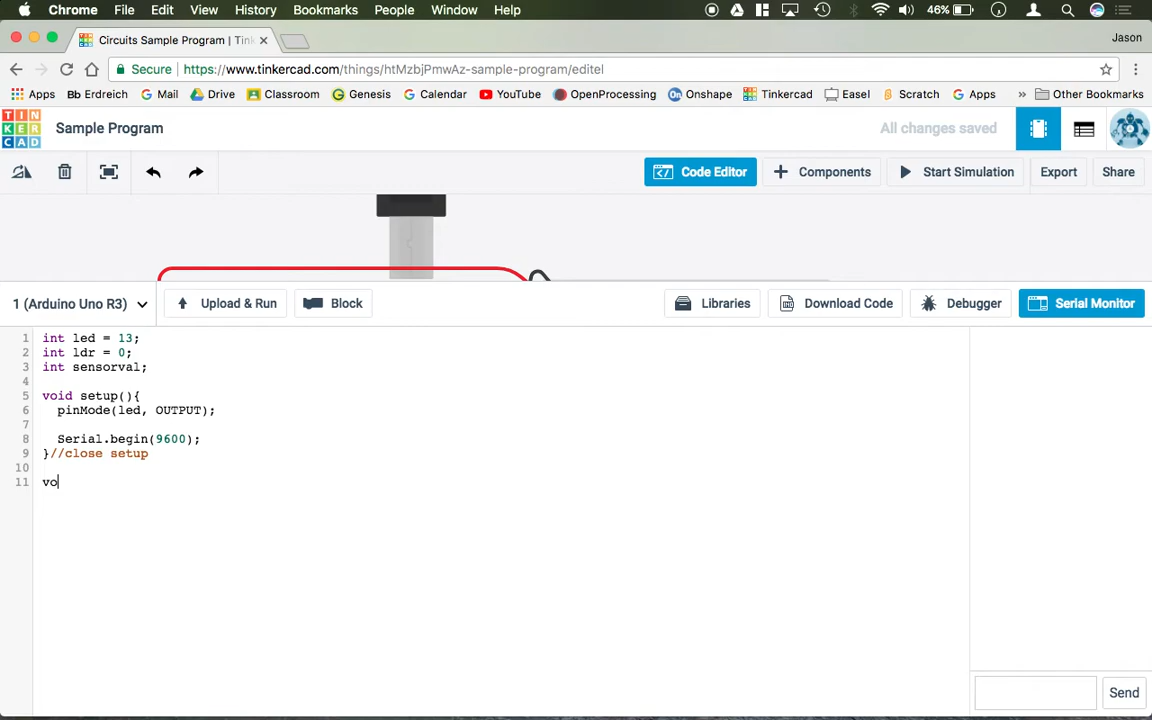 Chrome File Edit View History Bookmarks People Window Help 46%
Circuits Sample Program | Tink Jason
Secure https://www.tinkercad.com/things/htMzbjPmwAz-sample-program/editel
Apps Bb Erdreich Mail Drive Classroom Genesis Calendar YouTube OpenProcessing Onshape Tinkercad Easel Scratch Apps » Other Bookmarks
TIN
KER
CAD
Sample Program All changes saved
Code Editor Components Start Simulation Export Share
1 (Arduino Uno R3) Upload & Run Block Libraries Download Code Debugger Serial Monitor
1 int led = 13;
2 int ldr = 0;
3 int sensorval;
4
5 void setup(){
6 pinMode(led, OUTPUT);
7
8 Serial.begin(9600);
9 }//close setup
10
11 vo
Send